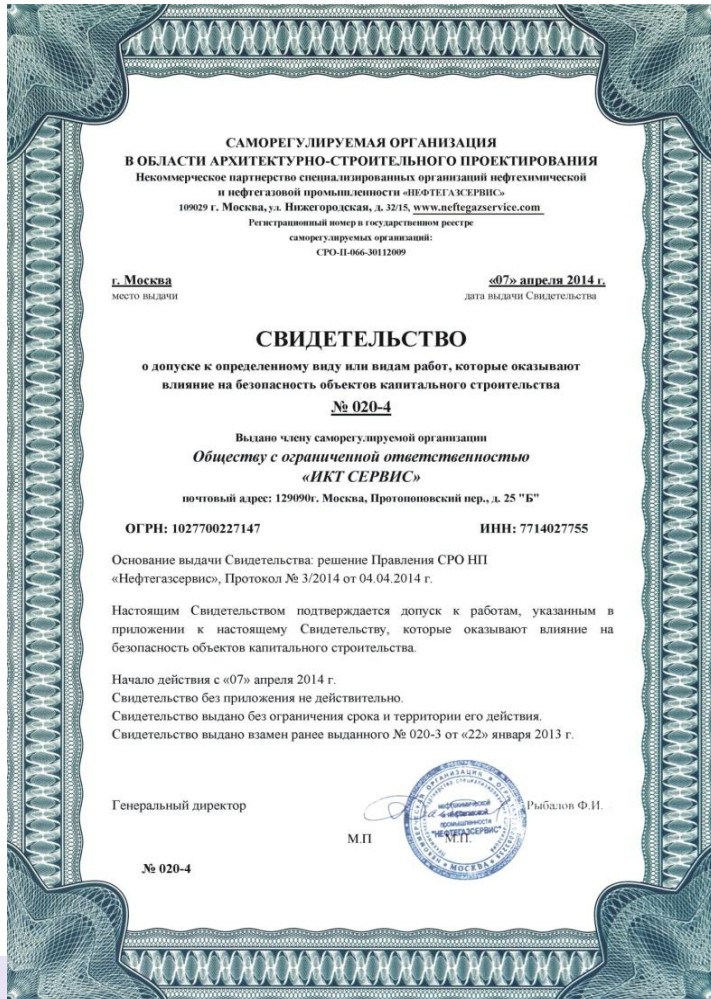 САМОРЕГУЛИРУЕМАЯ ОРГАНИЗАЦИЯ
В ОБЛАСТИ АРХИТЕКТУРНО-СТРОИТЕЛЬНОГО ПРОЕКТИРОВАНИЯ
Некоммерческое партнерство специализированных организаций нефтехимической
и нефтегазовой промышленности «НЕФТЕГАЗСЕРВИС»
109029 г. Москва, ул. Нижегородская, д. 32/15, www.neftegazservice.com
Регистрационный номер в государственном реестре
саморегулируемых организаций:
СРО-П-066-30112009
г. Москва «07» апреля 2014 г.
место выдачи дата выдачи Свидетельства
СВИДЕТЕЛЬСТВО
о допуске к определенному виду или видам работ, которые оказывают
влияние на безопасность объектов капитального строительства
№ 020-4
Выдано члену саморегулируемой организации
Обществу с ограниченной ответственностью
«ИКТ СЕРВИС»
почтовый адрес: 129090г. Москва, Протопоповский пер., д. 25 "Б"
ОГРН: 1027700227147 ИНН: 7714027755
Основание выдачи Свидетельства: решение Правления СРО НП
«Нефтегазсервис», Протокол № 3/2014 от 04.04.2014 г.
Настоящим Свидетельством подтверждается допуск к работам, указанным в
приложении к настоящему Свидетельству, которые оказывают влияние на
безопасность объектов капитального строительства.
Начало действия с «07» апреля 2014 г.
Свидетельство без приложения не действительно.
Свидетельство выдано без ограничения срока и территории его действия.
Свидетельство выдано взамен ранее выданного № 020-3 от «22» января 2013 г.
Генеральный директор Рыбалов Ф.И.
нефтехимической
и нефтегазовой
промышленности
"НЕФТЕГАЗСЕРВИС"
МОСКВА
М.П М.П.
№ 020-4